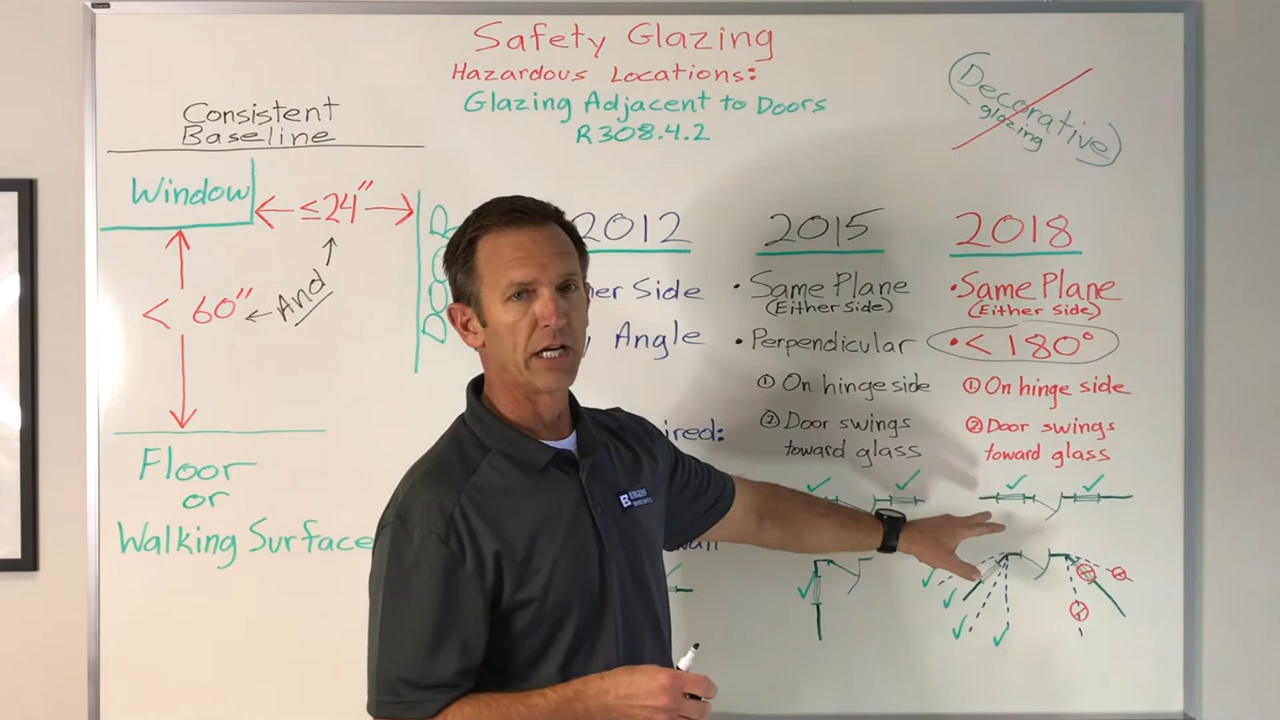 Safety Glazing
Hazardous Locations:
Glazing Adjacent to Doors
R308.4.2
(Decorative
glazing)
Consistent
Baseline
Window
≤24"
Door
And
< 60"
Floor
or
Walking Surface
2012
Side
Angle
2015
• Same Plane
(Either side)
• Perpendicular
① On hinge side
② Door swings
toward glass
2018
• Same Plane
(Either side)
• < 180°
① On hinge side
② Door swings
toward glass